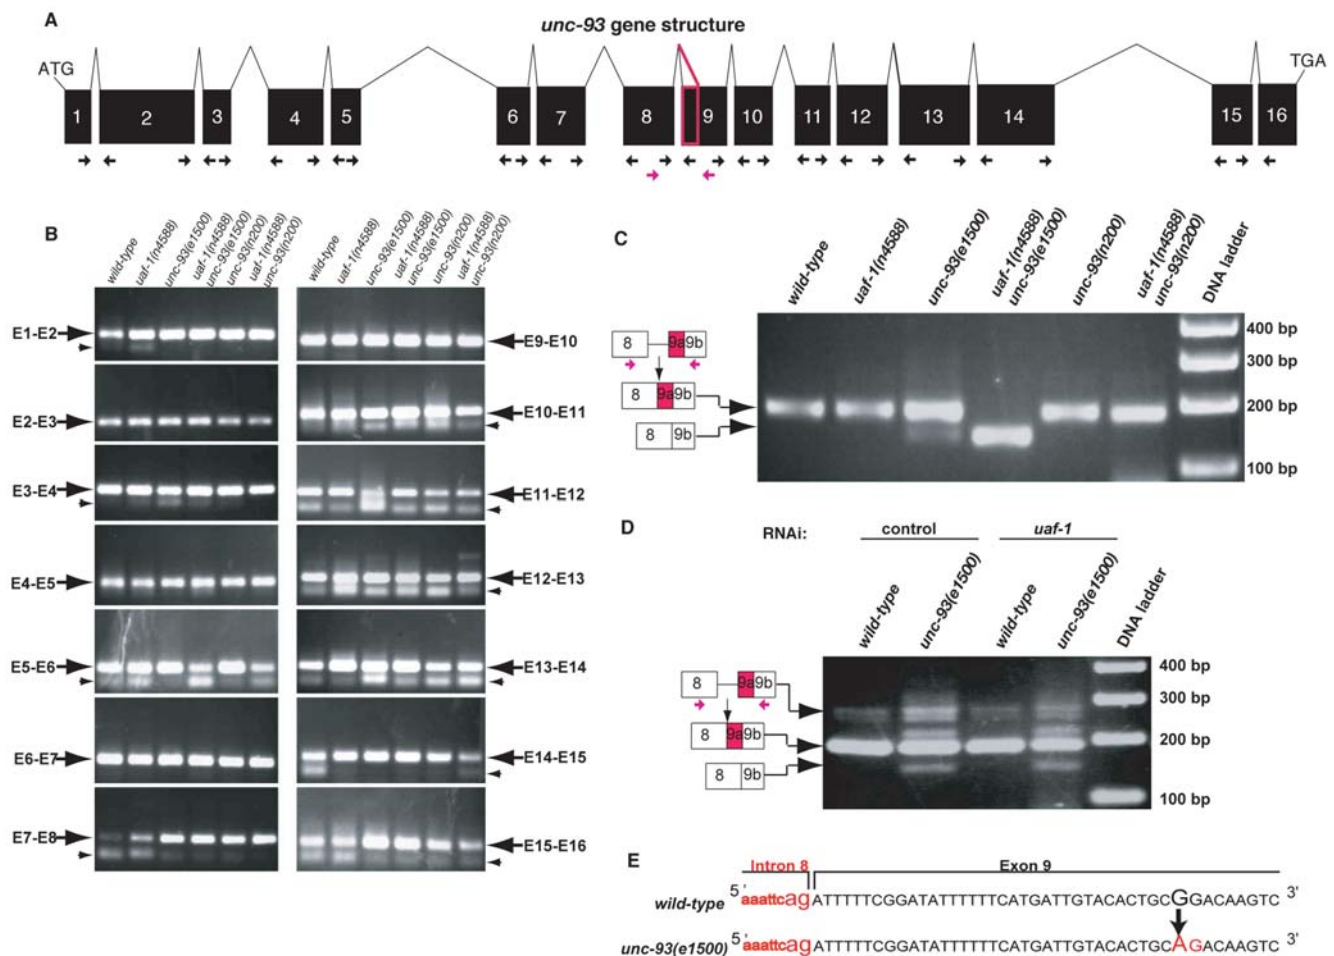 A
unc-93 gene structure
ATG
TGA
1 2 3 4 5 6 7 8 9 10 11 12 13 14 15 16
B
wild-type
uaf-1(n4588)
unc-93(e1500)
uaf-1(n4588)
unc-93(e1500)
unc-93(n200)
uaf-1(n4588)
unc-93(n200)
wild-type
uaf-1(n4588)
unc-93(e1500)
uaf-1(n4588)
unc-93(e1500)
unc-93(n200)
uaf-1(n4588)
unc-93(n200)
E1-E2
E2-E3
E3-E4
E4-E5
E5-E6
E6-E7
E7-E8
E9-E10
E10-E11
E11-E12
E12-E13
E13-E14
E14-E15
E15-E16
C
wild-type
uaf-1(n4588)
unc-93(e1500)
uaf-1(n4588)
unc-93(e1500)
unc-93(n200)
uaf-1(n4588)
unc-93(n200)
DNA ladder
8 9a 9b
8 9a 9b
8 9b
400 bp
300 bp
200 bp
100 bp
D
RNAi:
control
uaf-1
wild-type
unc-93(e1500)
wild-type
unc-93(e1500)
DNA ladder
8 9a 9b
8 9a 9b
8 9b
400 bp
300 bp
200 bp
100 bp
E
Intron 8
Exon 9
wild-type 5' aaattcagATTTTTCGGATATTTTTTCATGATTGTACACTGCGGACAAGTC 3'
unc-93(e1500) 5' aaattcagATTTTTCGGATATTTTTTCATGATTGTACACTGCAGACAAGTC 3'